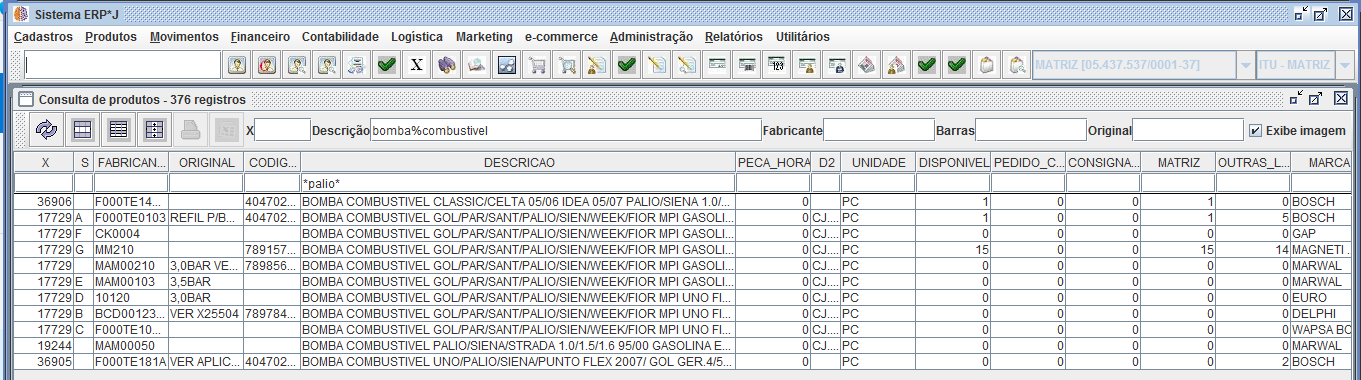 Sistema ERP*J
Cadastros Produtos Movimentos Financeiro Contabilidade Logística Marketing e-commerce Administração Relatórios Utilitários
X 123 MATRIZ [05.437.537/0001-37] ITU - MATRIZ
Consulta de produtos - 376 registros
X Descrição bomba%combustivel Fabricante Barras Original Exibe imagem
X S FABRICAN... ORIGINAL CODIG... DESCRICAO PECA_HORA D2 UNIDADE DISPONIVEL PEDIDO_C... CONSIGNA... MATRIZ OUTRAS_L... MARCA
*palio*
36906 F000TE14... 404702... BOMBA COMBUSTIVEL CLASSIC/CELTA 05/06 IDEA 05/07 PALIO/SIENA 1.0/... 0 PC 1 0 0 1 0 BOSCH
17729 A F000TE0103 REFIL P/B... 404702... BOMBA COMBUSTIVEL GOL/PAR/SANT/PALIO/SIEN/WEEK/FIOR MPI GASOLI... 0 CJ.... PC 1 0 0 1 5 BOSCH
17729 F CK0004 BOMBA COMBUSTIVEL GOL/PAR/SANT/PALIO/SIEN/WEEK/FIOR MPI GASOLI... 0 CJ.... PC 0 0 0 0 0 GAP
17729 G MM210 789157... BOMBA COMBUSTIVEL GOL/PAR/SANT/PALIO/SIEN/WEEK/FIOR MPI GASOLI... 0 CJ.... PC 15 0 0 15 14 MAGNETI ...
17729 MAM00210 3,0BAR VE... 789856... BOMBA COMBUSTIVEL GOL/PAR/SANT/PALIO/SIEN/WEEK/FIOR MPI GASOLI... 0 CJ.... PC 0 0 0 0 0 MARWAL
17729 E MAM00103 3,5BAR BOMBA COMBUSTIVEL GOL/PAR/SANT/PALIO/SIEN/WEEK/FIOR MPI GASOLI... 0 CJ.... PC 0 0 0 0 0 MARWAL
17729 D 10120 3,0BAR BOMBA COMBUSTIVEL GOL/PAR/SANT/PALIO/SIEN/WEEK/FIOR MPI UNO FI... 0 CJ.... PC 0 0 0 0 0 EURO
17729 B BCD00123... VER X25504 789784... BOMBA COMBUSTIVEL GOL/PAR/SANT/PALIO/SIEN/WEEK/FIOR MPI UNO FI... 0 CJ.... PC 0 0 0 0 0 DELPHI
17729 C F000TE10... BOMBA COMBUSTIVEL GOL/PAR/SANT/PALIO/SIEN/WEEK/FIOR MPI UNO FI... 0 CJ.... PC 0 0 0 0 0 WAPSA BO
19244 MAM00050 BOMBA COMBUSTIVEL PALIO/SIENA/STRADA 1.0/1.5/1.6 95/00 GASOLINA E... 0 CJ.... PC 0 0 0 0 0 MARWAL
36905 F000TE181A VER APLIC... 404702... BOMBA COMBUSTIVEL UNO/PALIO/SIENA/PUNTO FLEX 2007/ GOL GER.4/5... 0 PC 0 0 0 0 2 BOSCH